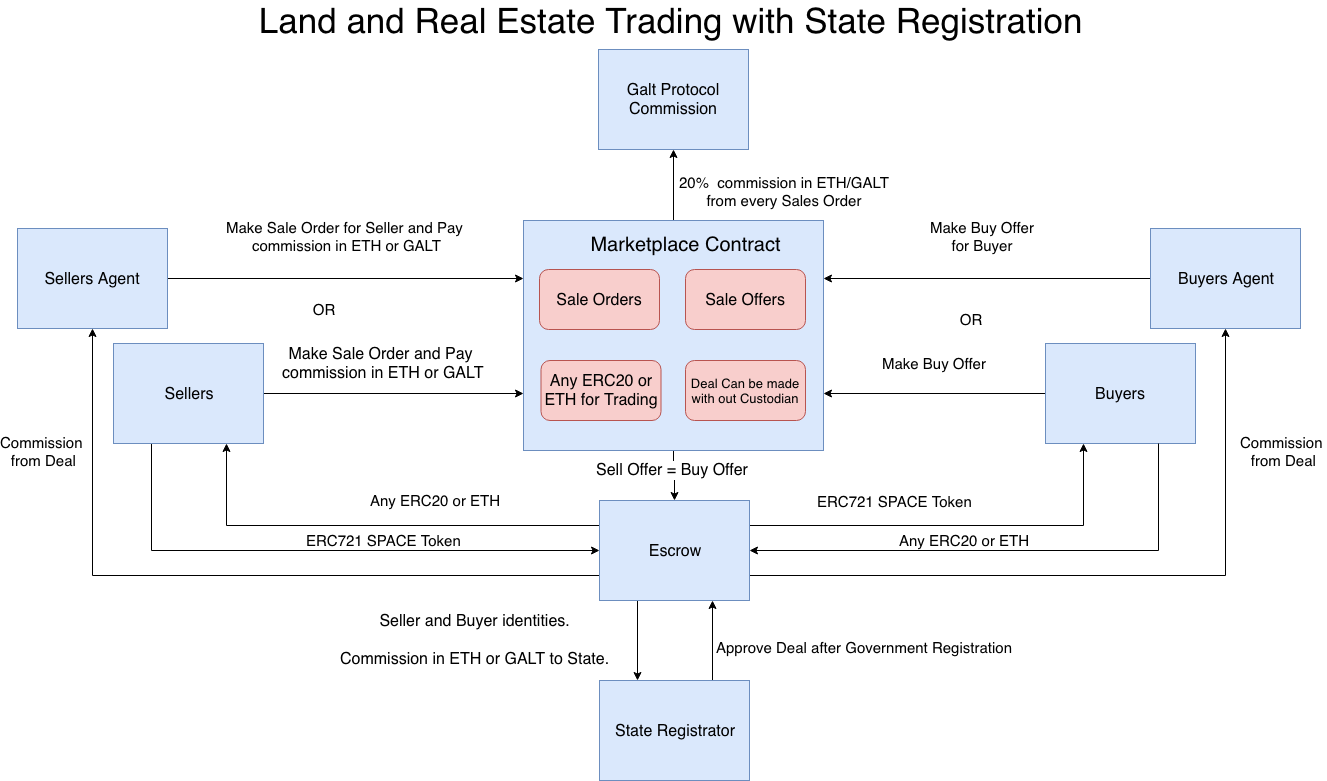 Land and Real Estate Trading with State Registration
Galt Protocol
Commission
20%  commission in ETH/GALT
from every Sales Order
Make Sale Order for Seller and Pay
commission in ETH or GALT
Make Buy Offer
for Buyer
Marketplace Contract
Sellers Agent
Sale Orders
Sale Offers
Buyers Agent
OR
OR
Make Sale Order and Pay
commission in ETH or GALT
Make Buy Offer
Sellers
Any ERC20 or
ETH for Trading
Deal Can be made
with out Custodian
Buyers
Commission
from Deal
Commission
from Deal
Sell Offer = Buy Offer
Any ERC20 or ETH
ERC721 SPACE Token
ERC721 SPACE Token
Any ERC20 or ETH
Escrow
Seller and Buyer identities.
Commission in ETH or GALT to State.
Approve Deal after Government Registration
State Registrator